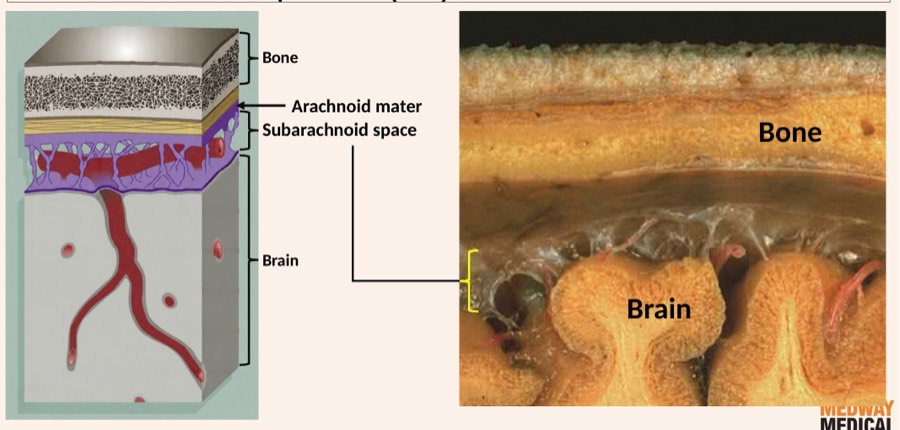 Bone
Arachnoid mater
Subarachnoid space
Brain
Bone
Brain
MEDWAY
MEDICAL